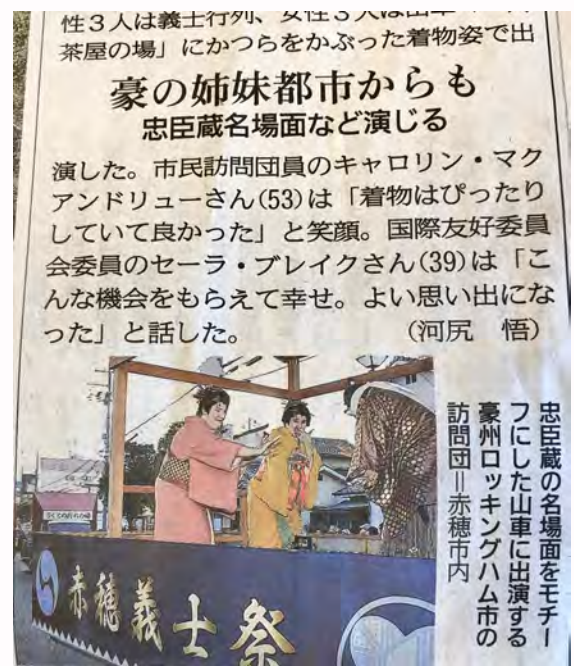 性3人は義士行列、女性3人は山車
茶屋の場」にかつらをかぶった着物姿で出
豪の姉妹都市からも
忠臣蔵名場面など演じる
演した。市民訪問団員のキャロリン・マク
アンドリューさん(53)は「着物はぴったり
していて良かった」と笑顔。国際友好委員
会委員のセーラ・ブレイクさん(39)は「こ
んな機会をもらえて幸せ。よい思い出にな
った」と話した。 (河尻 悟)
忠臣蔵の名場面をモチー
フにした山車に出演する
豪州ロッキングハム市の
訪問団＝赤穂市内
赤穂義士祭